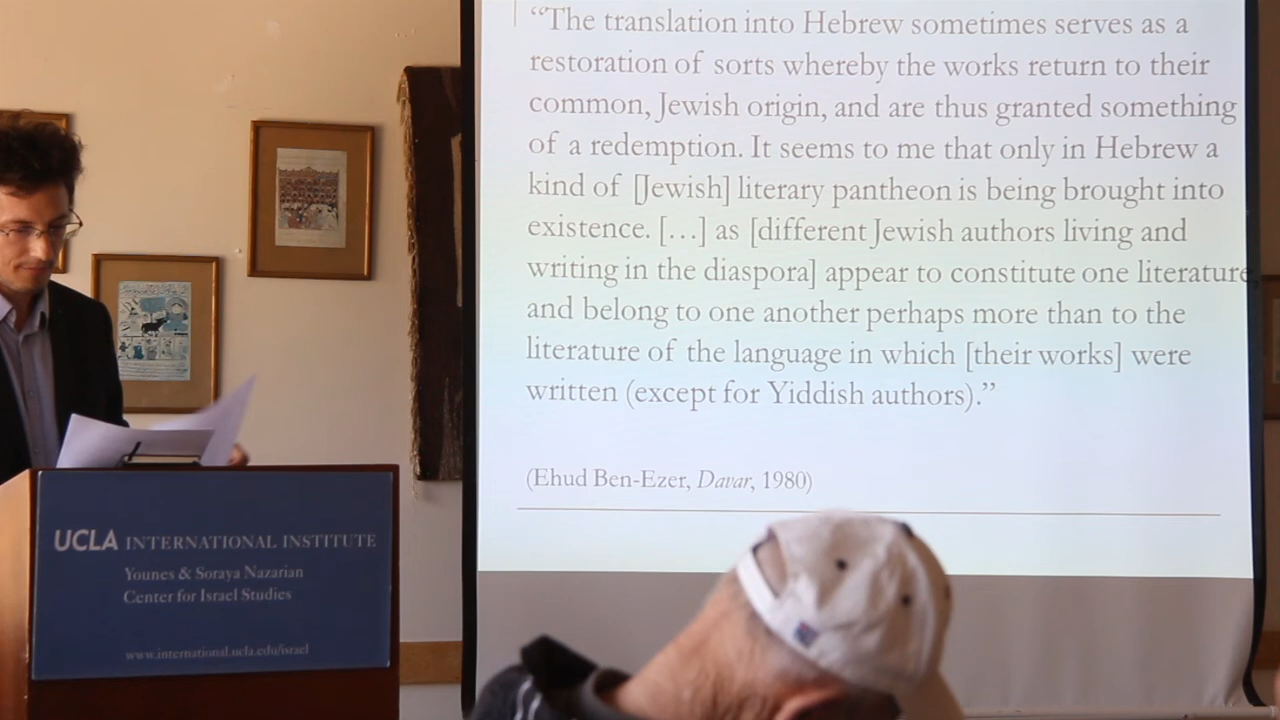 “The translation into Hebrew sometimes serves as a
restoration of sorts whereby the works return to their
common, Jewish origin, and are thus granted something
of a redemption. It seems to me that only in Hebrew a
kind of [Jewish] literary pantheon is being brought into
existence. […] as [different Jewish authors living and
writing in the diaspora] appear to constitute one literature
and belong to one another perhaps more than to the
literature of the language in which [their works] were
written (except for Yiddish authors).”
(Ehud Ben-Ezer, Davar, 1980)
UCLA INTERNATIONAL INSTITUTE
Younes & Soraya Nazarian
Center for Israel Studies
www.international.ucla.edu/israel